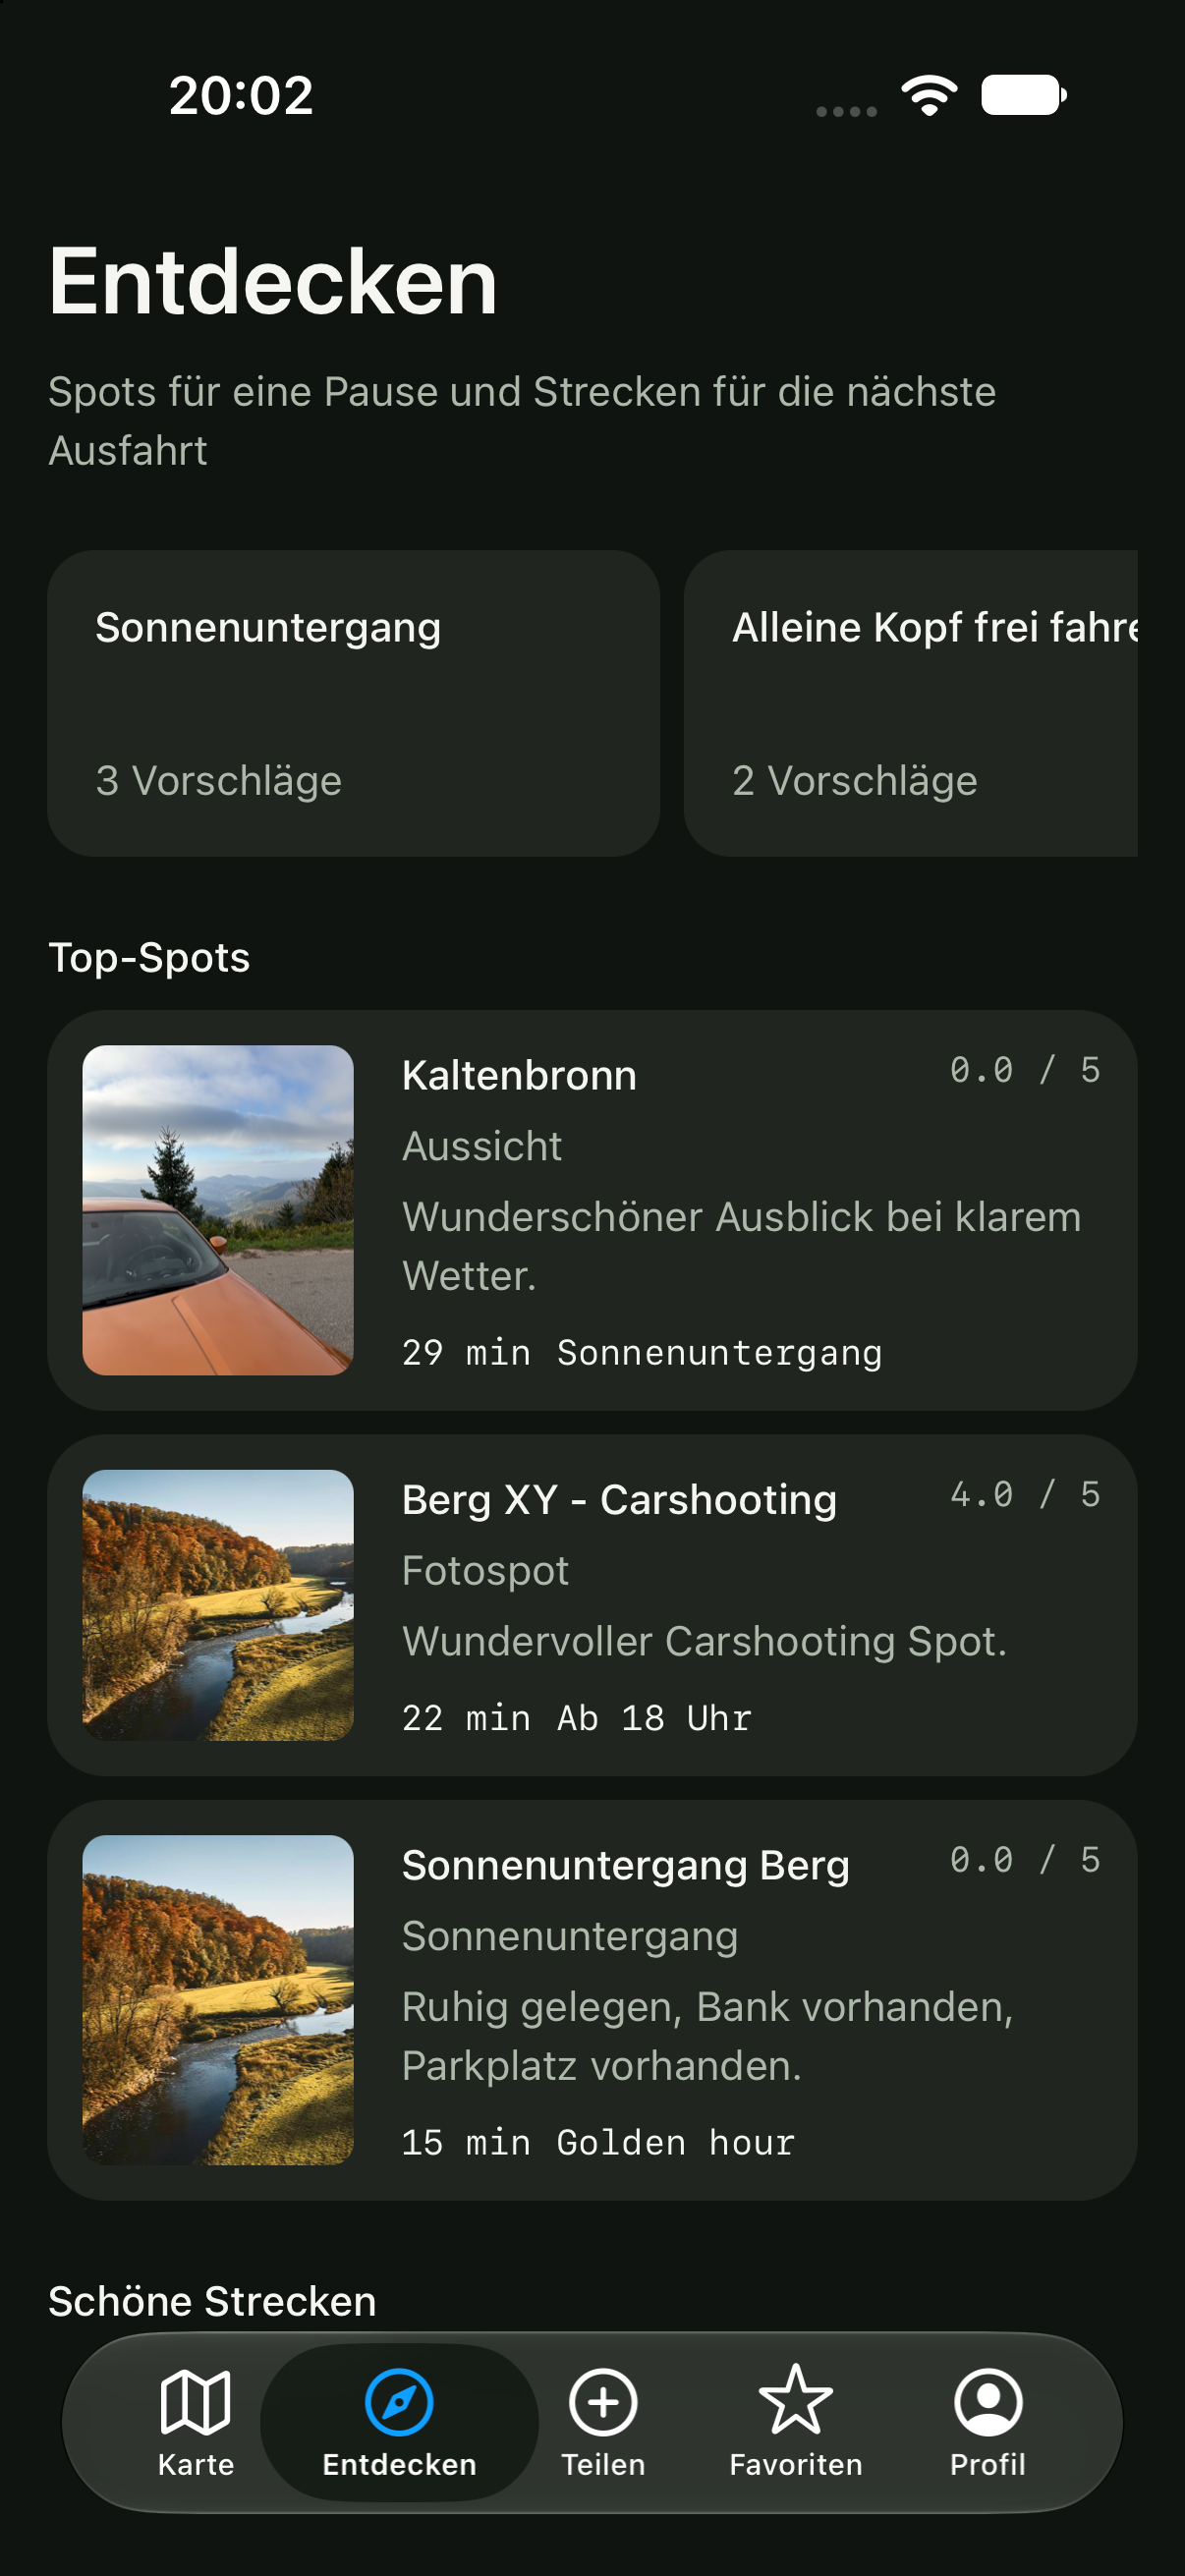 20:02
Entdecken
Spots für eine Pause und Strecken für die nächste
Ausfahrt
Sonnenuntergang
Alleine Kopf frei fahre
3 Vorschläge
2 Vorschläge
Top-Spots
Kaltenbronn
0.0 / 5
Aussicht
Wunderschöner Ausblick bei klarem
Wetter.
29 min Sonnenuntergang
Berg XY - Carshooting
4.0 / 5
Fotospot
Wundervoller Carshooting Spot.
22 min Ab 18 Uhr
Sonnenuntergang Berg
0.0 / 5
Sonnenuntergang
Ruhig gelegen, Bank vorhanden,
Parkplatz vorhanden.
15 min Golden hour
Schöne Strecken
Karte
Entdecken
Teilen
Favoriten
Profil